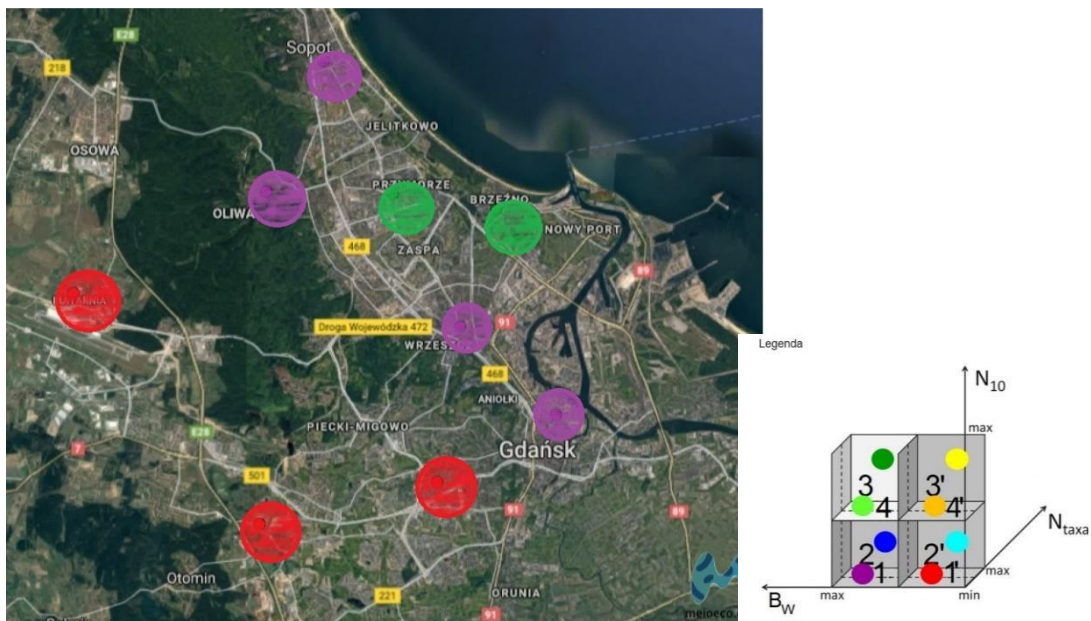 Sopot
E28
218
JELITKOWO
OSOWA
PRZYMORZE
BRZEŹNO
OLIWA
NOWY PORT
468
ZASPA
89
Droga Wojewódzka 472
91
WRZESZ
468
ANIOŁKI
PIECKI-MIGOWO
E28
Gdańsk
7
501
91
89
Otomin
221
ORUNIA
meioeco.
91
Legenda
N10
max
3
3'
4
4'
Ntaxa
2
2'
1
1'
max
BW
max
min